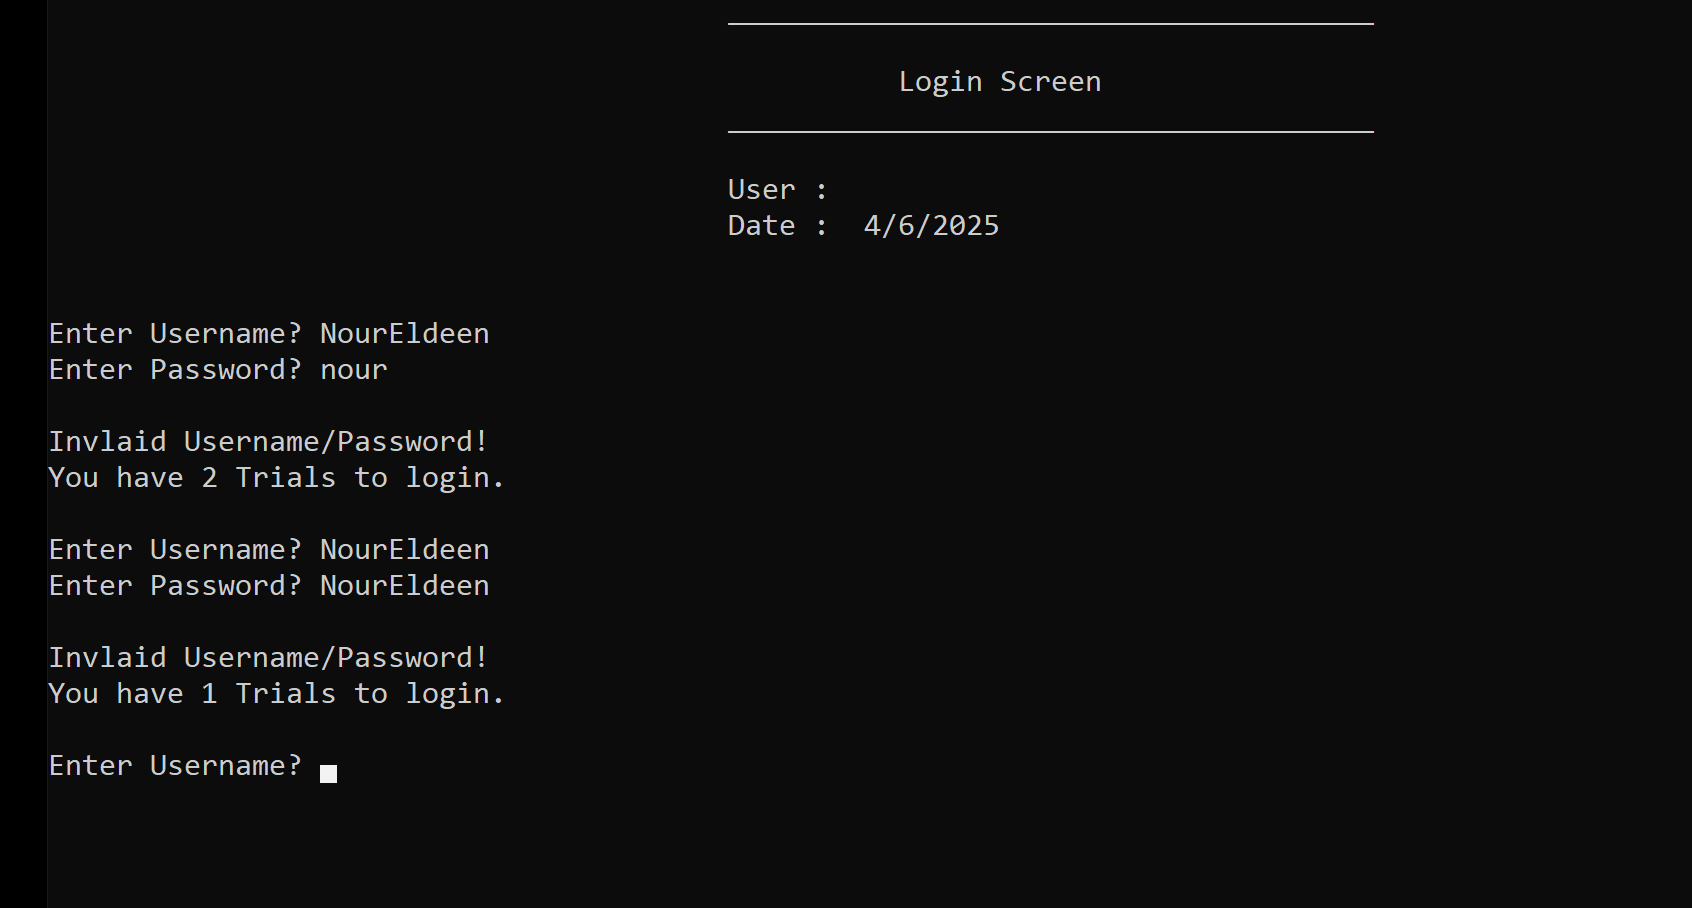 Login Screen
User :
Date : 4/6/2025
Enter Username? NourEldeen
Enter Password? nour
Invlaid Username/Password!
You have 2 Trials to login.
Enter Username? NourEldeen
Enter Password? NourEldeen
Invlaid Username/Password!
You have 1 Trials to login.
Enter Username?